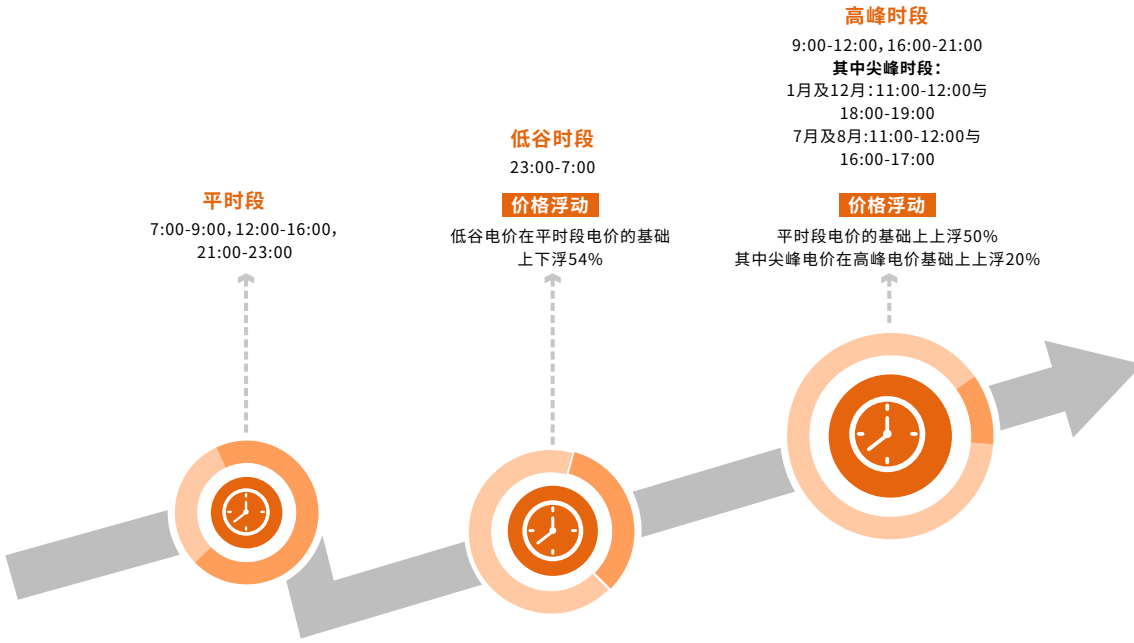 平时段
7:00-9:00，12:00-16:00，
21:00-23:00
低谷时段
23:00-7:00
价格浮动
低谷电价在平时段电价的基础
上下浮54%
高峰时段
9:00-12:00，16:00-21:00
其中尖峰时段：
1月及12月：11:00-12:00与
18:00-19:00
7月及8月:11:00-12:00与
16:00-17:00
价格浮动
平时段电价的基础上上浮50%
其中尖峰电价在高峰电价基础上上浮20%